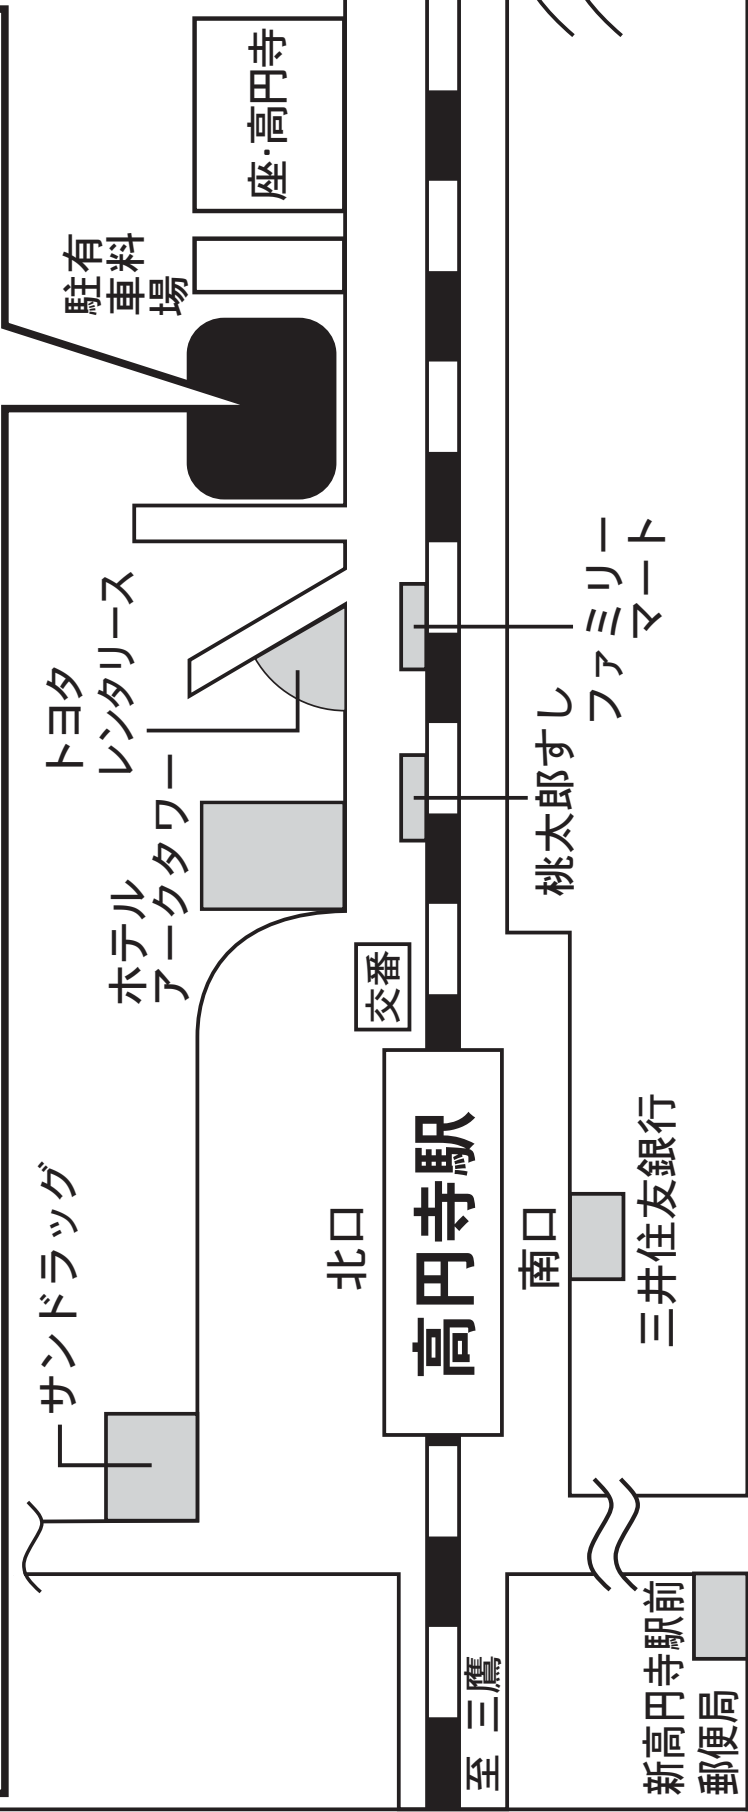 サンドラッグ
ホテル
アークタワー
トヨタ
レンタリース
有料
駐車場
座・高円寺
北口
交番
高円寺駅
南口
至 三鷹
桃太郎すし
ファミリー
マート
三井住友銀行
新高円寺駅前
郵便局